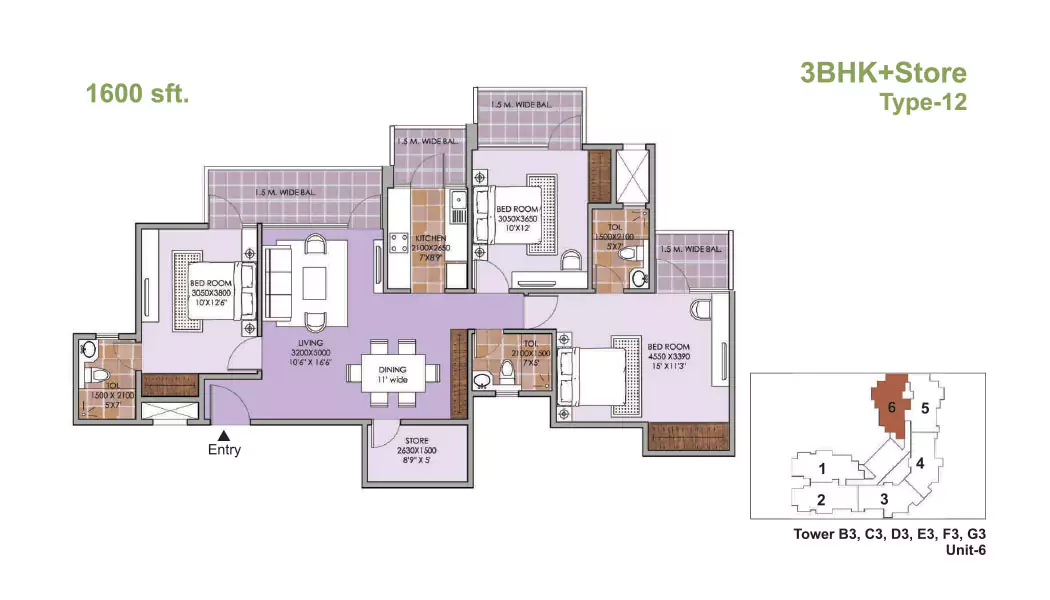 1600 sft.
3BHK+Store
Type-12
1.5 M. WIDE BAL.
1.5 M. WIDE BAL.
1.5 M. WIDE BAL.
1.5 M. WIDE BAL.
BED ROOM
3050X3650
10'X12'
TOL.
1500X2100
5'X7'
KITCHEN
2100X2650
7'X8'9"
BED ROOM
3050X3800
10'X12'6"
LIVING
3200X5000
10'6" X 16'6"
DINING
11' wide
TOL.
2100X1500
7'X5'
BED ROOM
4550 X3390
15' X11'3"
TOL.
1500 X 2100
5'X7'
STORE
2630X1500
8'9" X 5'
Entry
6
5
4
1
2
3
Tower B3, C3, D3, E3, F3, G3
Unit-6